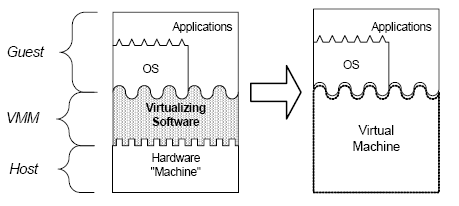 Guest
VMM
Host
Applications
OS
Virtualizing
Software
Hardware
"Machine"
Applications
OS
Virtual
Machine